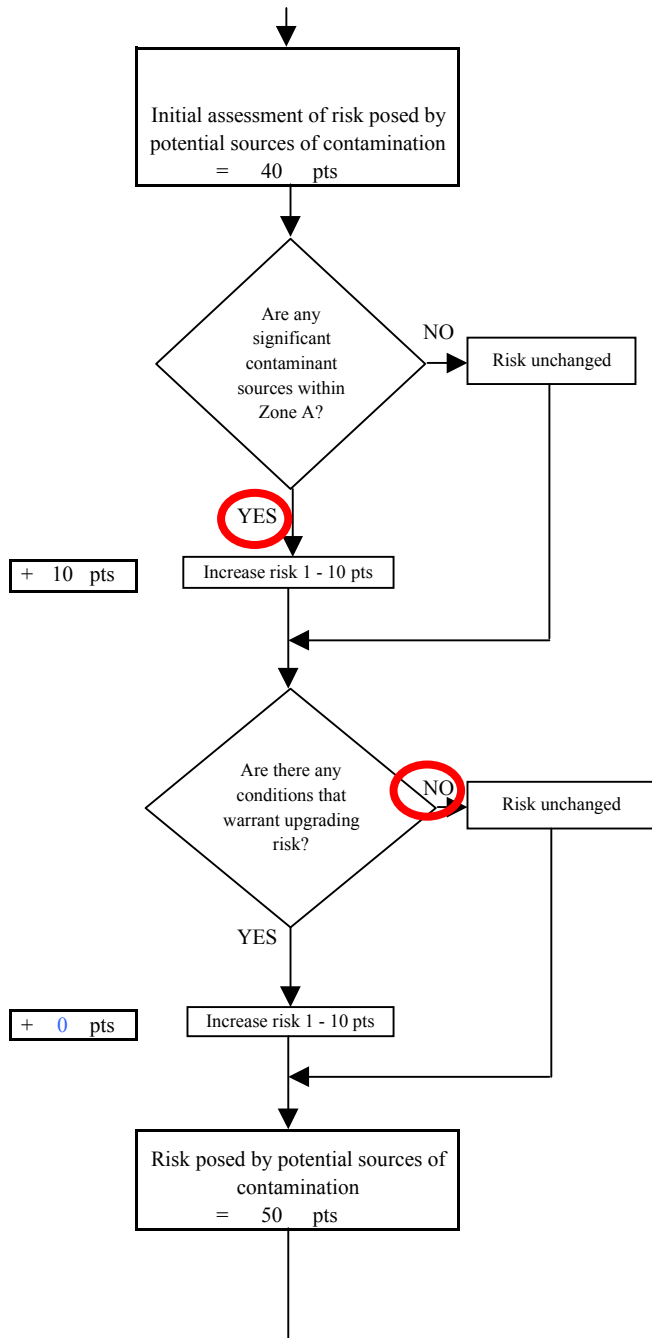 Initial assessment of risk posed by
potential sources of contamination
= 40 pts
Are any
significant
contaminant
sources within
Zone A?
NO
Risk unchanged
YES
+ 10 pts
Increase risk 1 - 10 pts
Are there any
conditions that
warrant upgrading
risk?
NO
Risk unchanged
YES
+ 0 pts
Increase risk 1 - 10 pts
Risk posed by potential sources of
contamination
= 50 pts